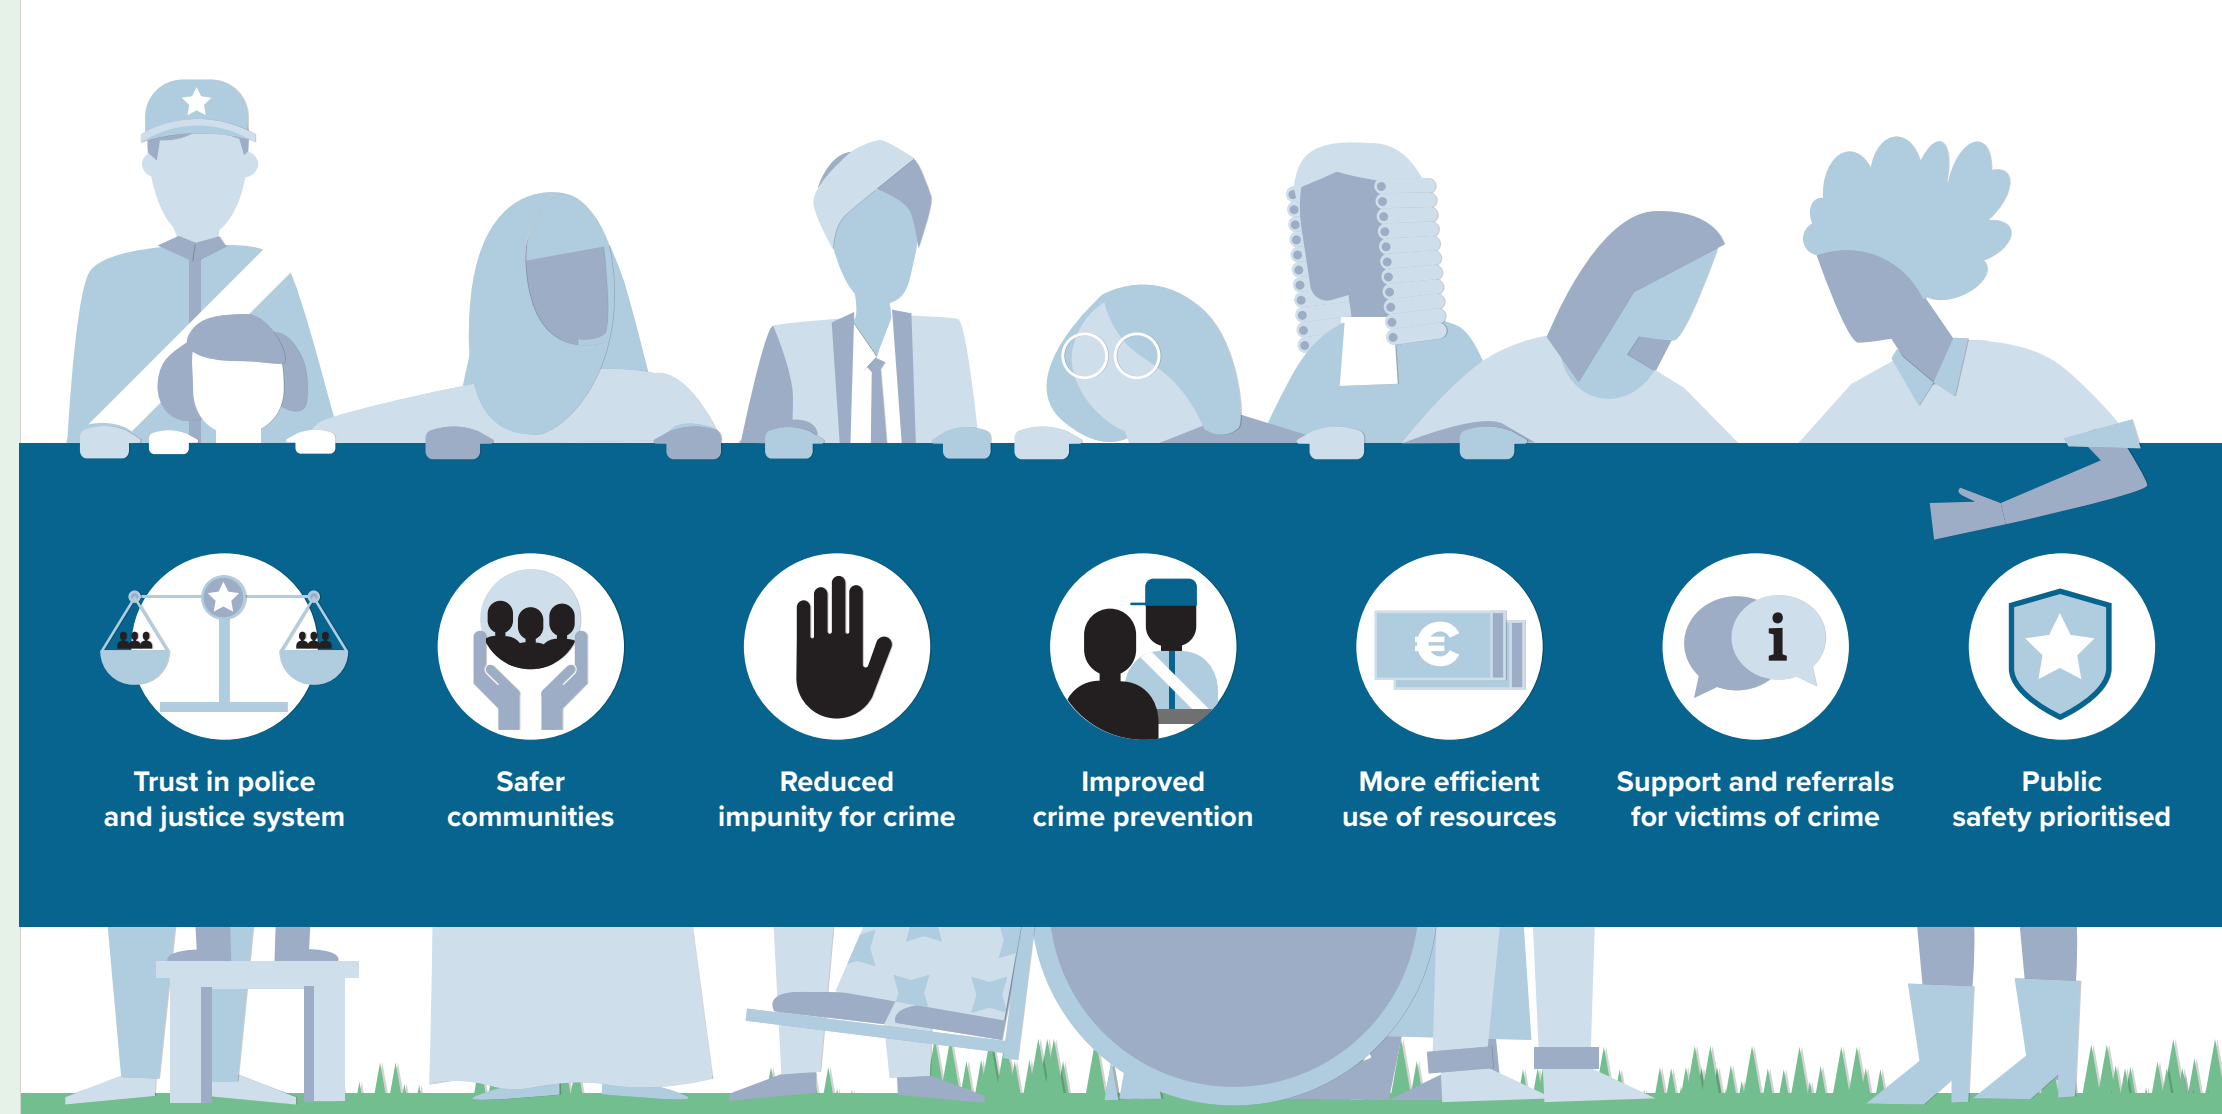 Trust in police
and justice system
Safer
communities
Reduced
impunity for crime
Improved
crime prevention
€
More efficient
use of resources
i
Support and referrals
for victims of crime
Public
safety prioritised